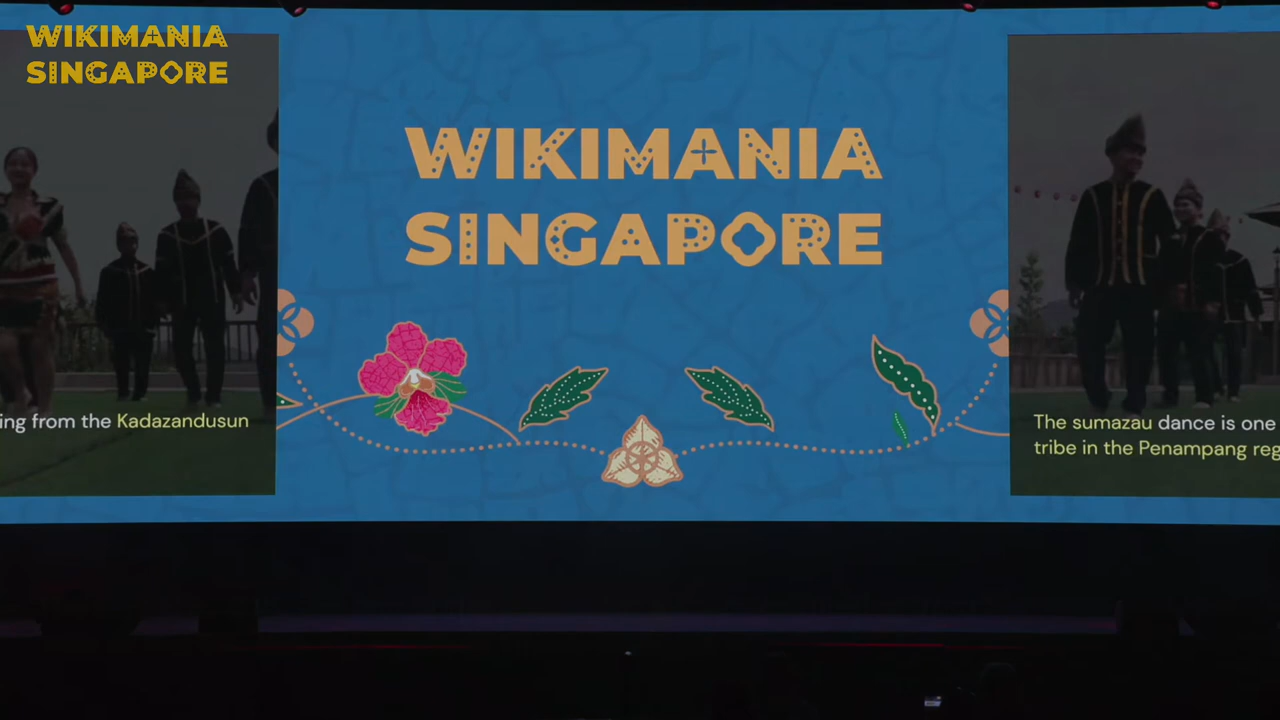 WIKIMANIA
SINGAPORE
WIKIMANIA
SINGAPORE
ing from the Kadazandusun
The sumazau dance is one
tribe in the Penampang reg